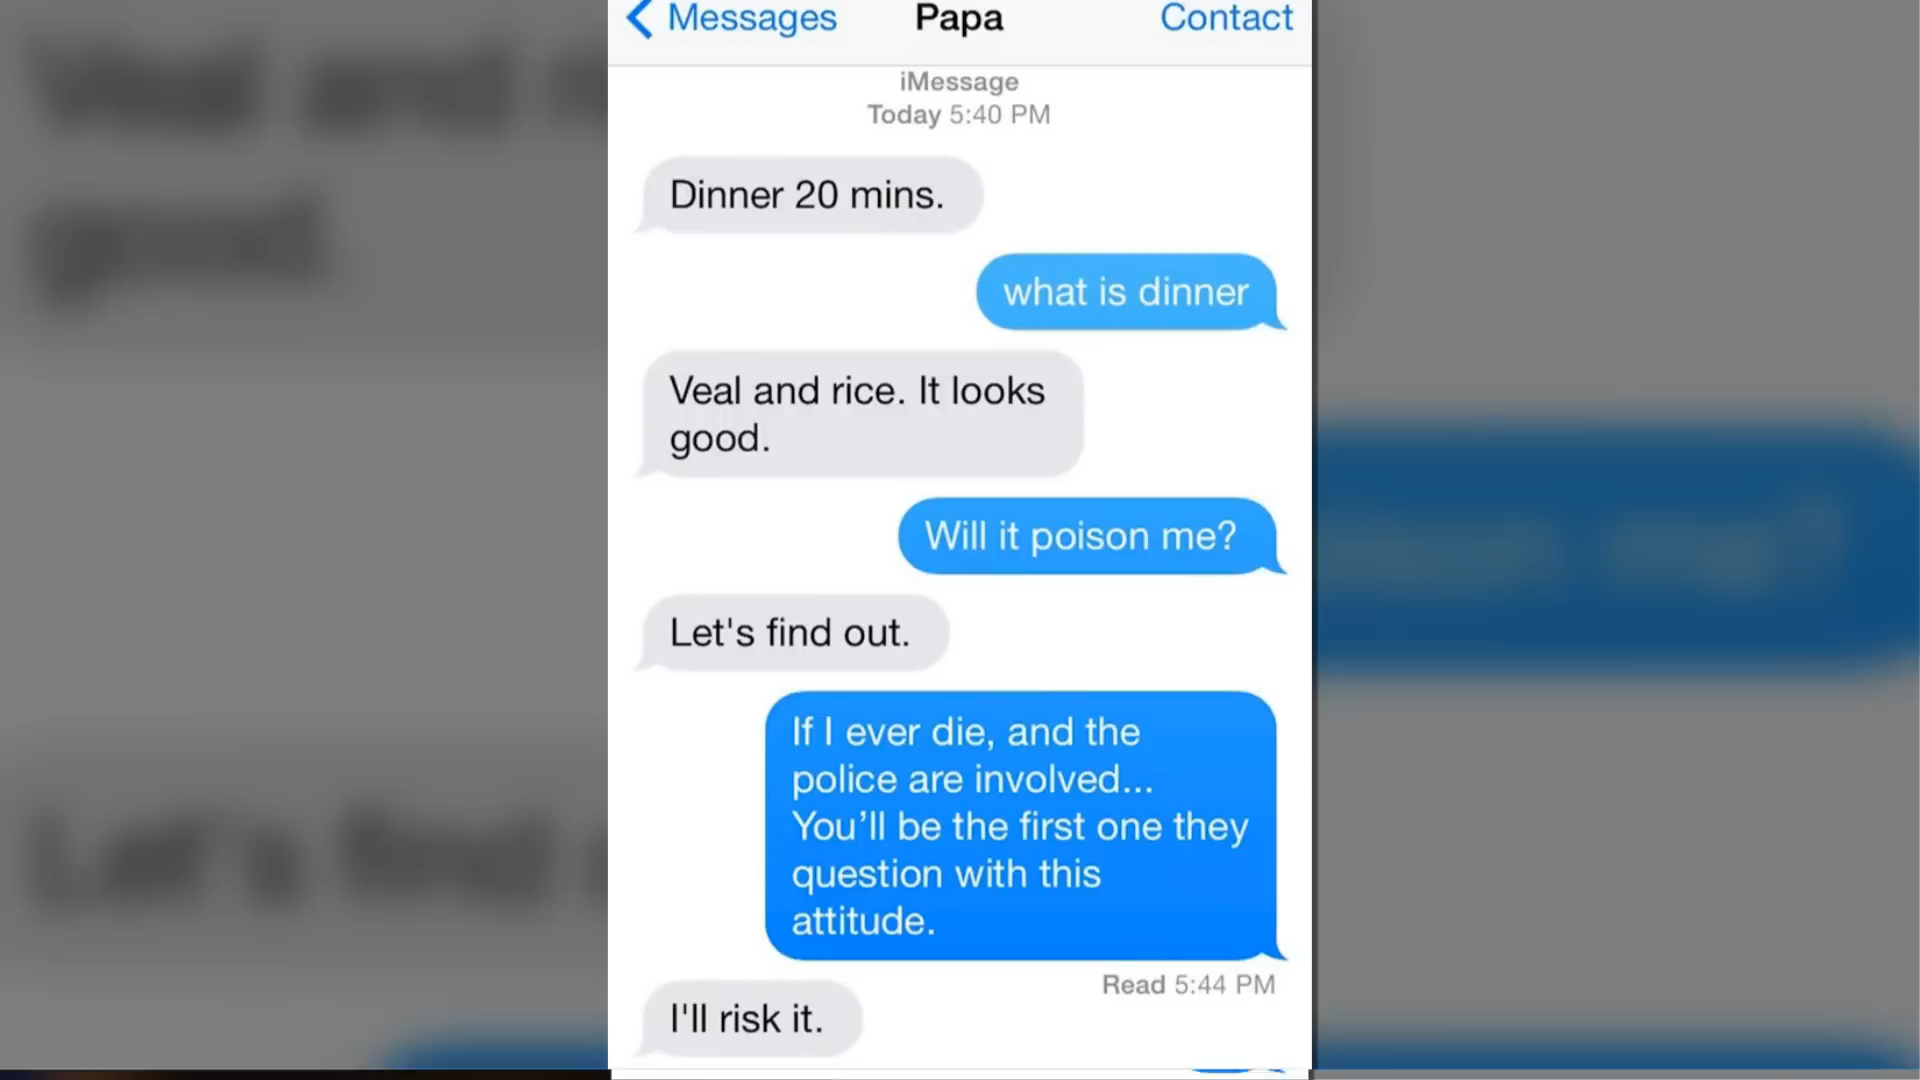 Messages Papa Contact
iMessage
Today 5:40 PM
Dinner 20 mins.
what is dinner
Veal and rice. It looks
good.
Will it poison me?
Let's find out.
If I ever die, and the
police are involved...
You’ll be the first one they
question with this
attitude.
Read 5:44 PM
I'll risk it.